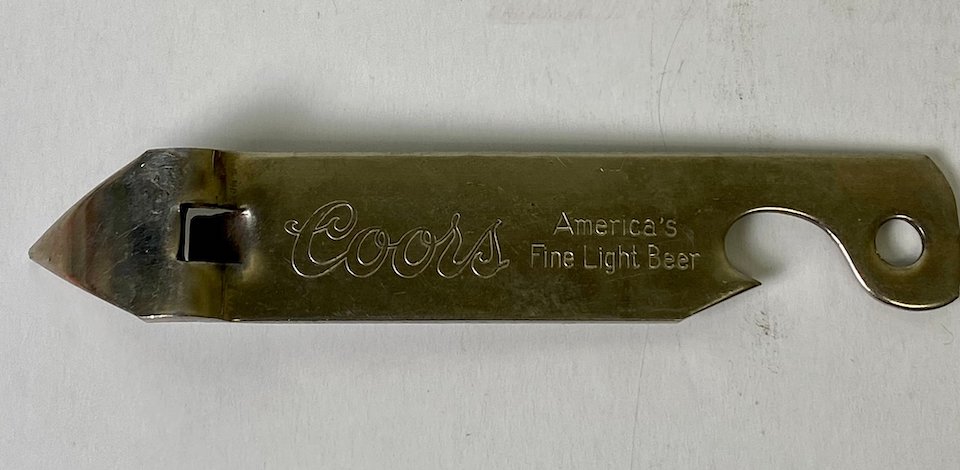 Coors
America's
Fine Light Beer